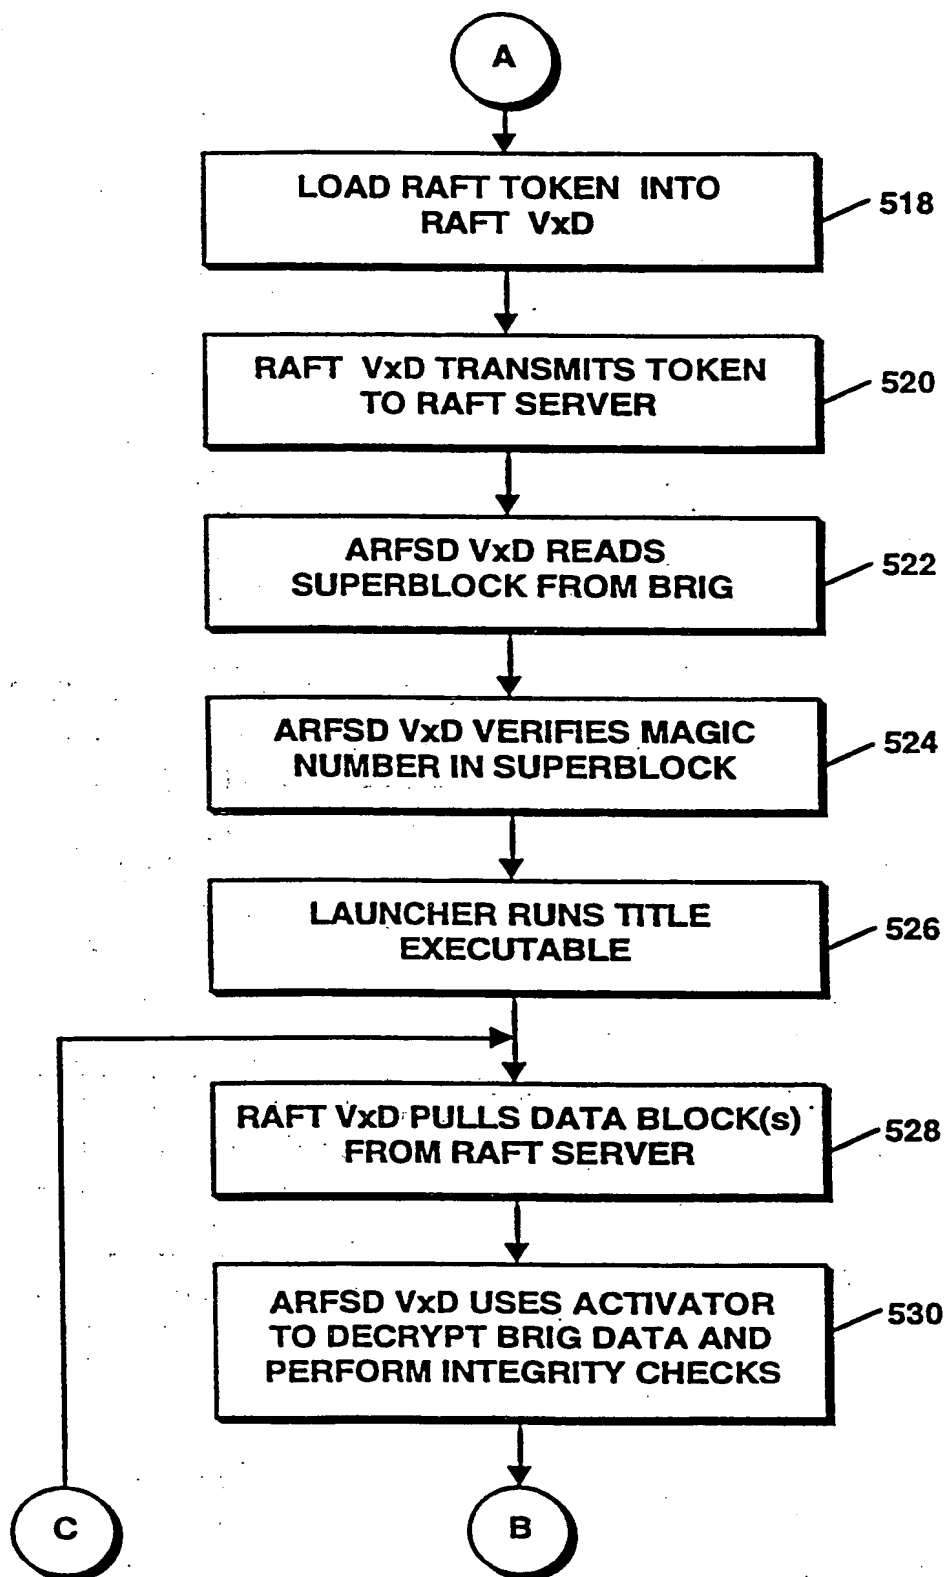 A
LOAD RAFT TOKEN INTO
RAFT VxD
518
RAFT VxD TRANSMITS TOKEN
TO RAFT SERVER
520
ARFSD VxD READS
SUPERBLOCK FROM BRIG
522
ARFSD VxD VERIFIES MAGIC
NUMBER IN SUPERBLOCK
524
LAUNCHER RUNS TITLE
EXECUTABLE
526
RAFT VxD PULLS DATA BLOCK(s)
FROM RAFT SERVER
528
ARFSD VxD USES ACTIVATOR
TO DECRYPT BRIG DATA AND
PERFORM INTEGRITY CHECKS
530
C
B